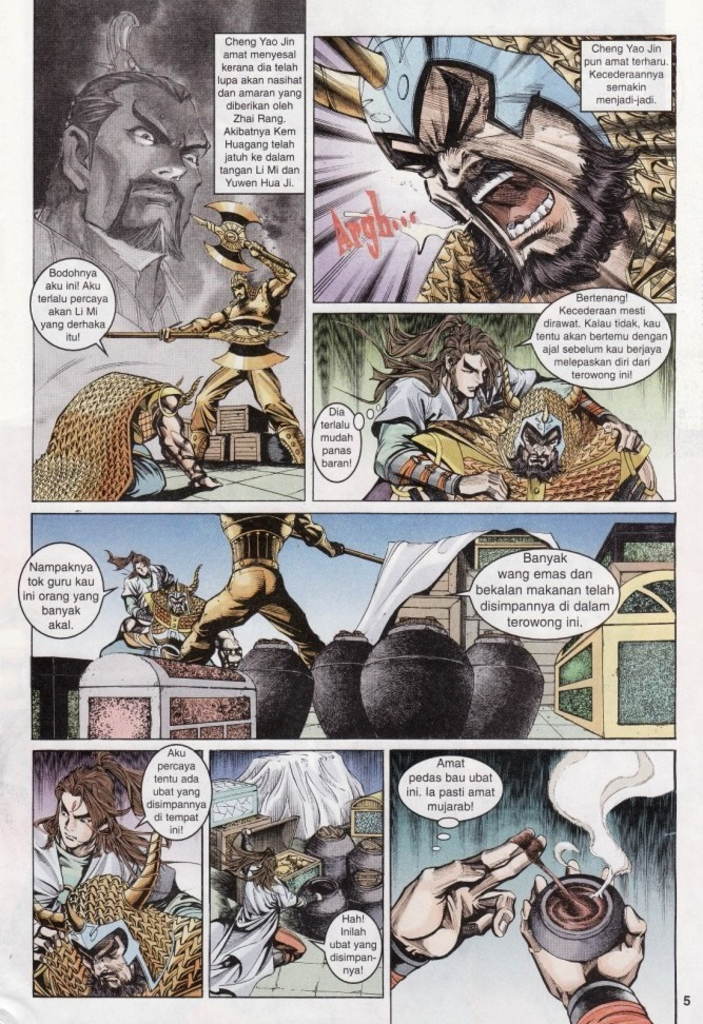 Cheng Yao Jin
amat menyesal
kerana dia telah
lupa akan nasihat
dan amaran yang
diberikan oleh
Zhai Rang.
Akibatnya Kem
Huagang telah
jatuh ke dalam
tangan Li Mi dan
Yuwen Hua Ji.
Bodohnya
aku ini! Aku
terlalu percaya
akan Li Mi
yang derhaka
itu!
Cheng Yao Jin
pun amat terharu.
Kecederaannya
semakin
menjadi-jadi.
Argh...
Bertenang!
Kecederaan mesti
dirawat. Kalau tidak, kau
tentu akan bertemu dengan
ajal sebelum kau berjaya
melepaskan diri dari
terowong ini!
Dia
terlalu
mudah
panas
baran!
Nampaknya
tok guru kau
ini orang yang
banyak
akal.
Banyak
wang emas dan
bekalan makanan telah
disimpannya di dalam
terowong ini.
Aku
percaya
tentu ada
ubat yang
disimpannya
di tempat
ini!
Hah!
Inilah
ubat yang
disimpan-
nya!
Amat
pedas bau ubat
ini. Ia pasti amat
mujarab!
5